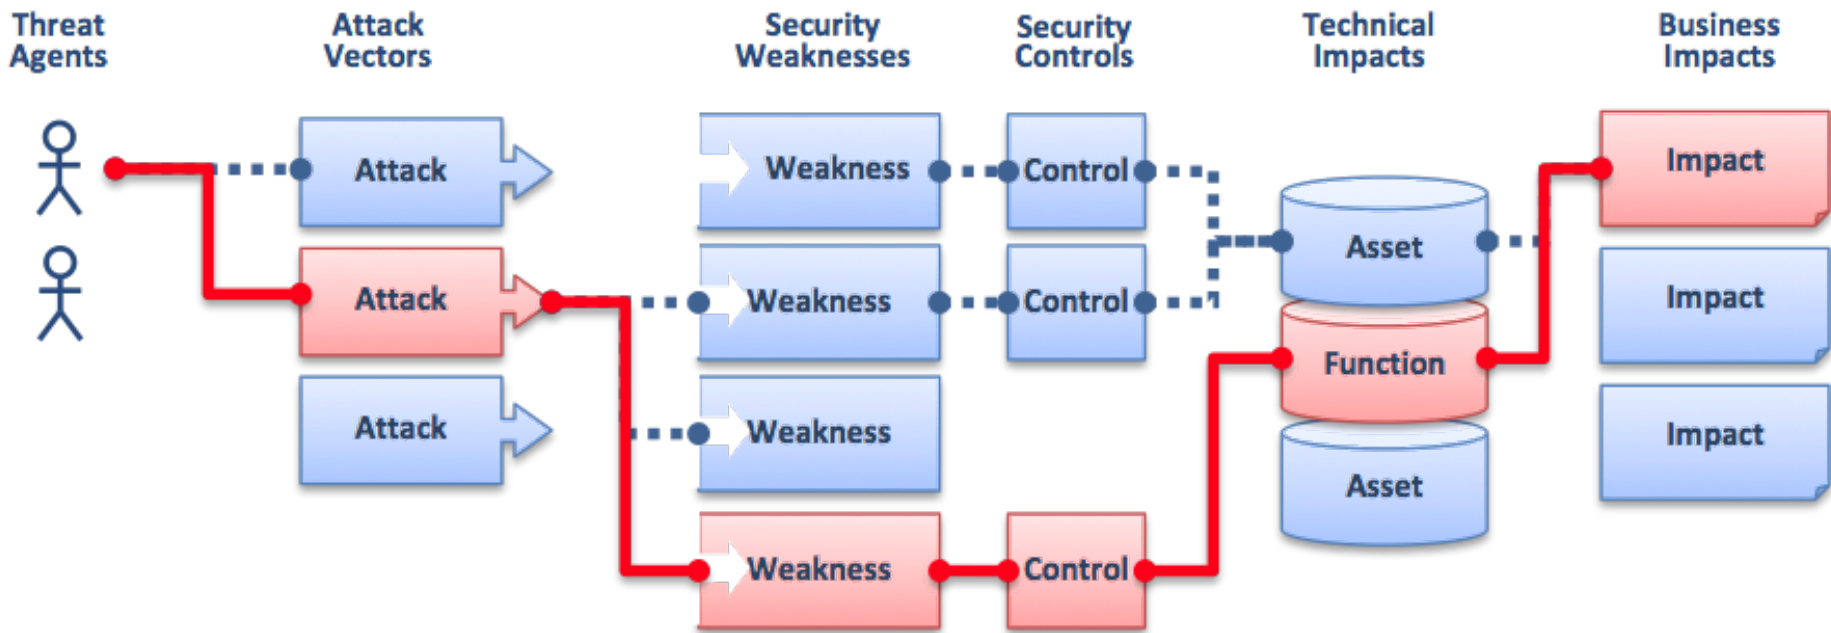 Threat
Agents
Attack
Vectors
Security
Weaknesses
Security
Controls
Technical
Impacts
Business
Impacts
Attack
Weakness
Control
Impact
Asset
Attack
Weakness
Control
Impact
Function
Attack
Weakness
Impact
Asset
Weakness
Control